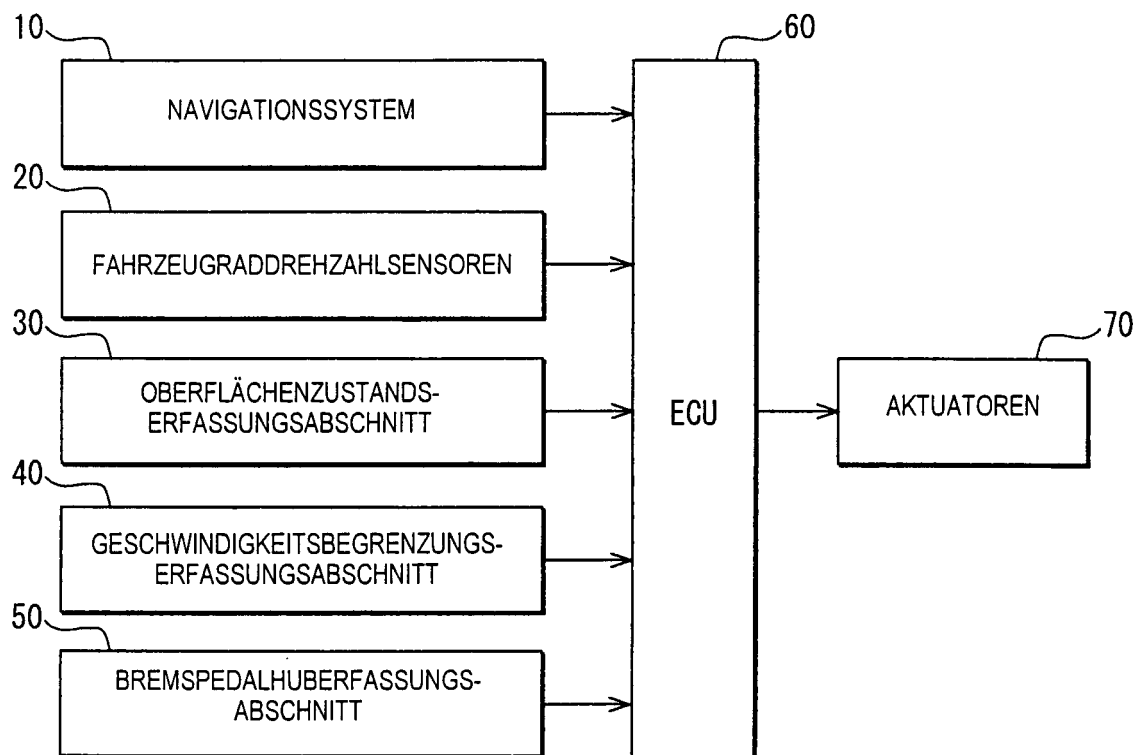 10
60
NAVIGATIONSSYSTEM
20
FAHRZEUGRADDREHZAHLSENSOREN
30
70
OBERFLÄCHENZUSTANDS-
ERFASSUNGSABSCHNITT
ECU
AKTUATOREN
40
GESCHWINDIGKEITSBEGRENZUNGS-
ERFASSUNGSABSCHNITT
50
BREMSPEDALHUBERFASSUNGS-
ABSCHNITT